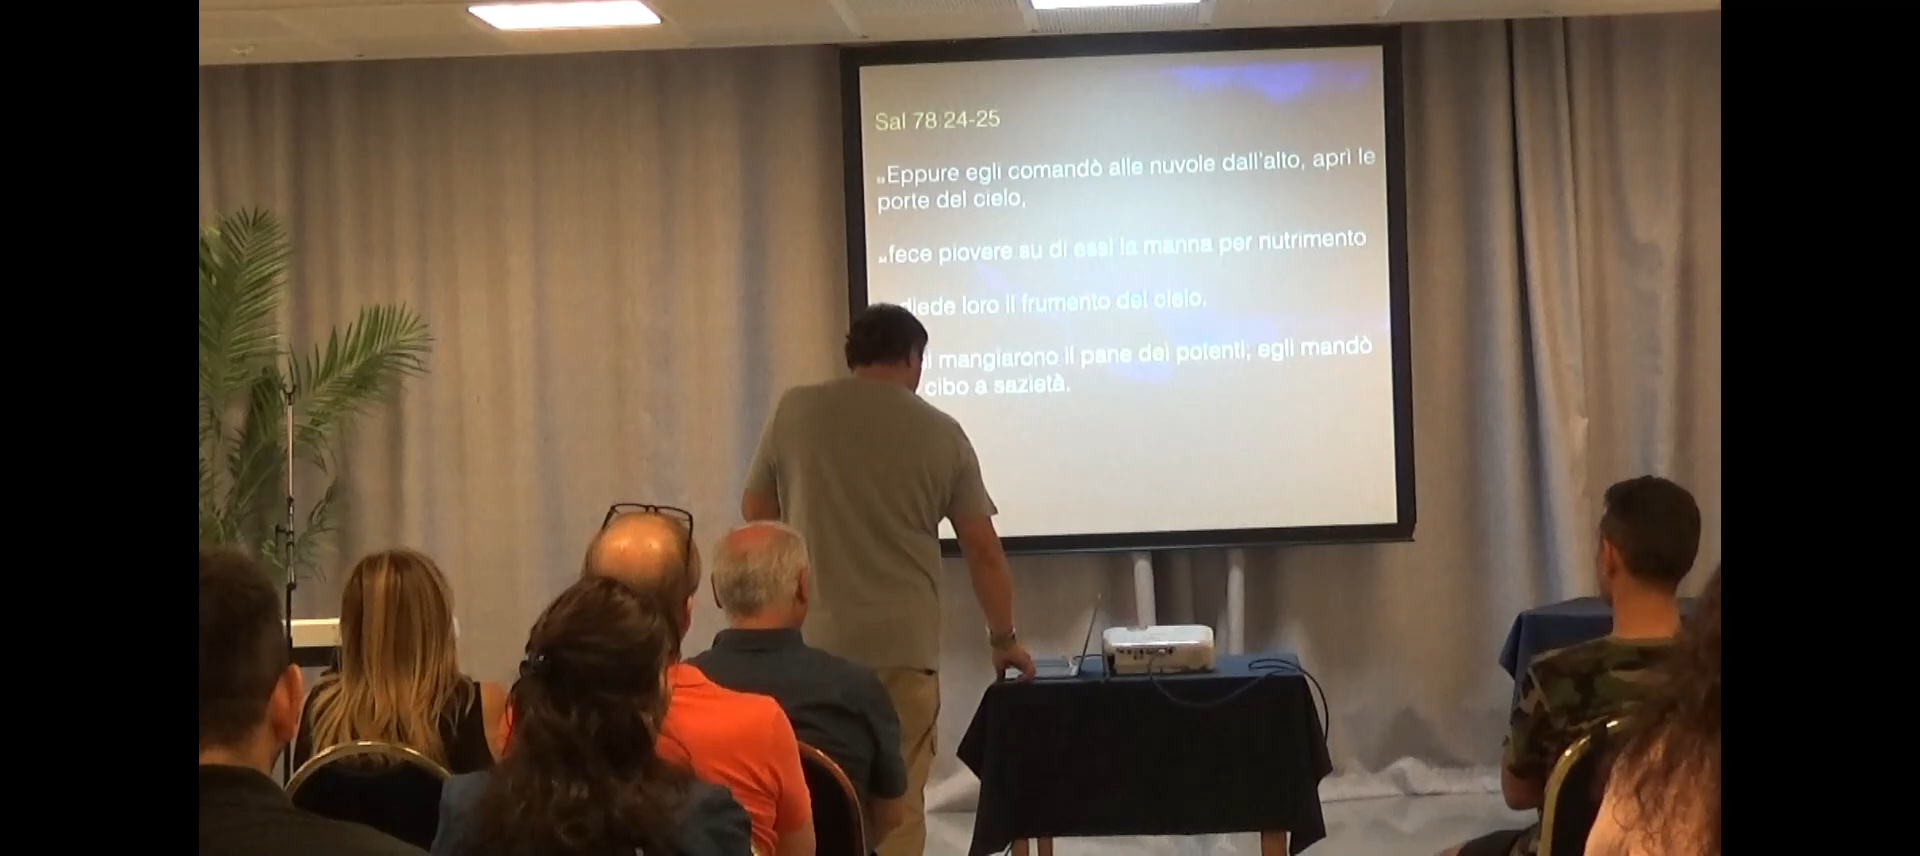 Sal 78:24-25
„Eppure egli comandò alle nuvole dall'alto, aprì le
porte del cielo,
„fece piovere su di essi la manna per nutrimento
diede loro il frumento del cielo.
mangiarono il pane dei potenti; egli mandò
cibo a sazietà.